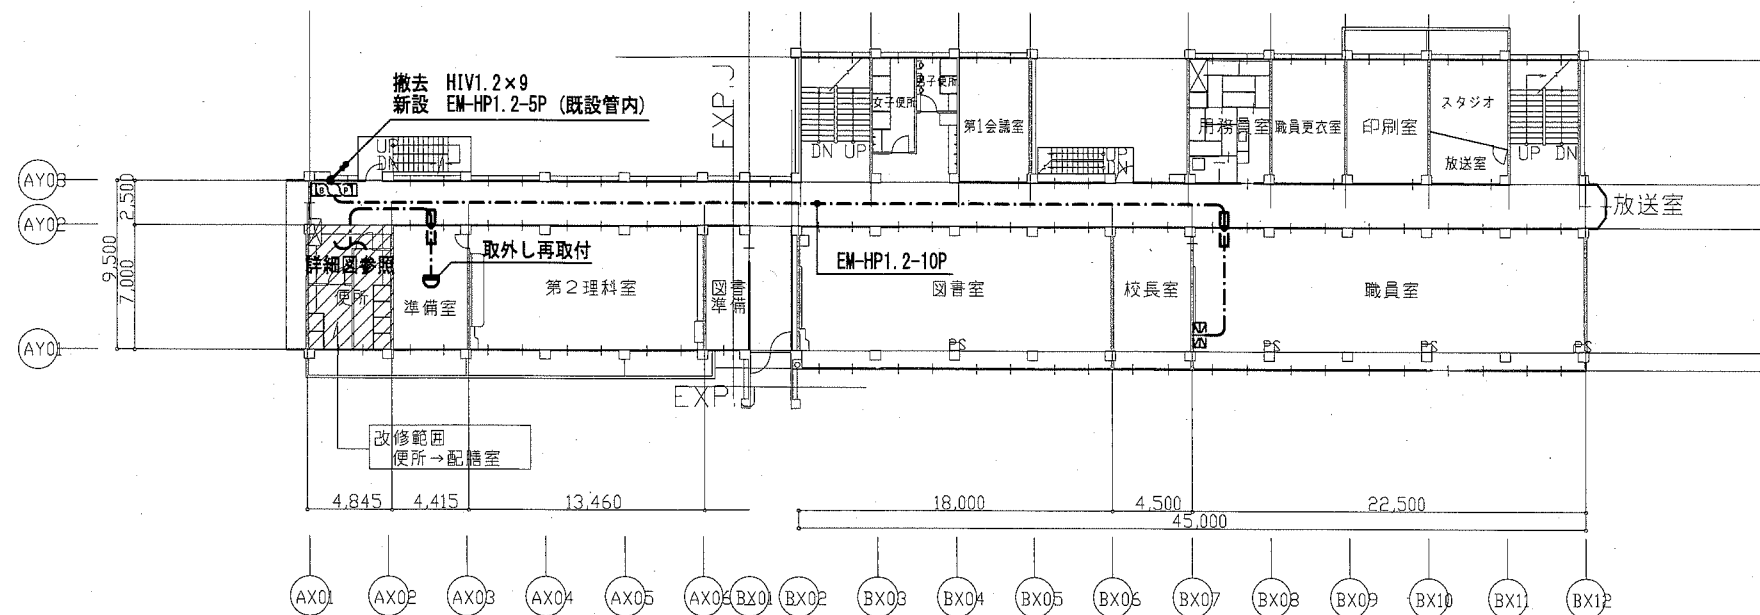 撤去 HIV1.2×9
新設 EM-HP1.2-5P (既設管内)
EXP.J
UP
DN
DN UP
女子便所
男子便所
第1会議室
UP
DN
用務員室
職員更衣室
印刷室
スタジオ
放送室
UP DN
放送室
AY03
AY02
AY01
2,500
7,000
9,500
B P
詳細図参照
便所
取外し再取付
準備室
第2理科室
図書
準備
EM-HP1.2-10P
図書室
校長室
職員室
PS
PS
PS
PS
EXP.J
改修範囲
便所→配膳室
4,845
4,415
13,460
18,000
4,500
22,500
45,000
AX01
AX02
AX03
AX04
AX05
AX06
BX01
BX02
BX03
BX04
BX05
BX06
BX07
BX08
BX09
BX10
BX11
BX12